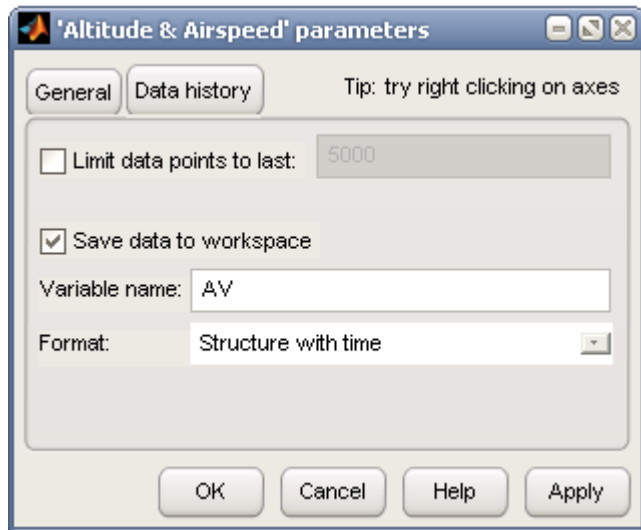 'Altitude & Airspeed' parameters
General Data history Tip: try right clicking on axes
Limit data points to last: 5000
Save data to workspace
Variable name: AV
Format: Structure with time
OK Cancel Help Apply